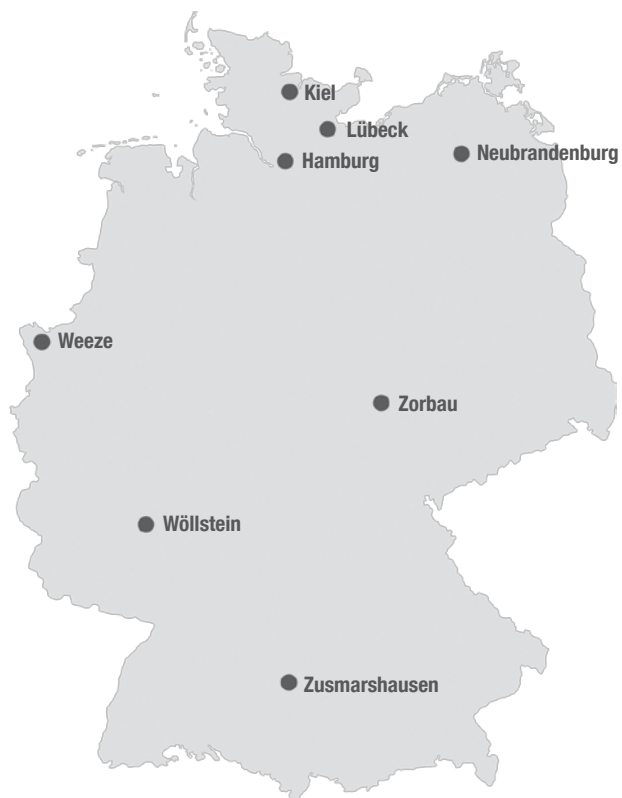 Kiel
Lübeck
Hamburg
Neubrandenburg
Weeze
Zorbau
Wöllstein
Zusmarshausen